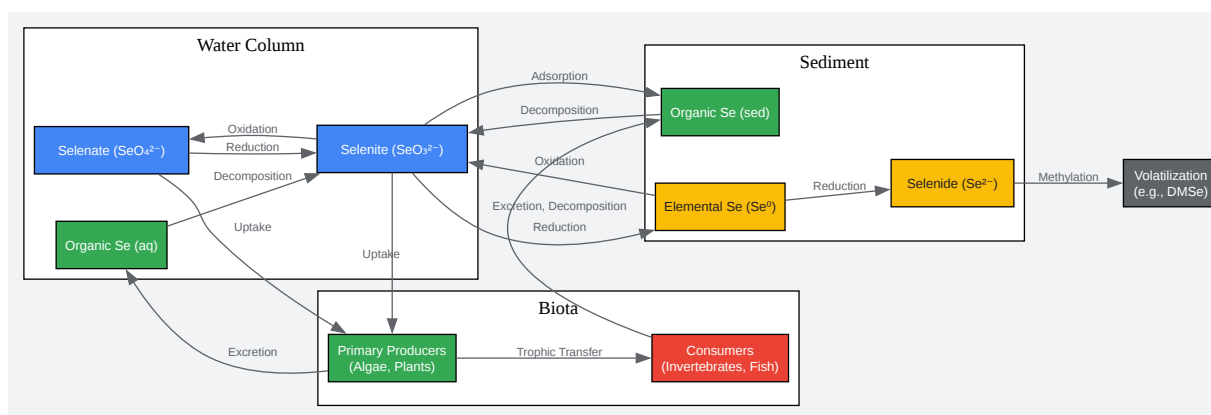 Water Column
Sediment
Adsorption
Organic Se (sed)
Decomposition
Oxidation
Selenate (SeO₄²⁻)
Reduction
Selenite (SeO₃²⁻)
Decomposition
Oxidation
Elemental Se (Se⁰)
Reduction
Selenide (Se²⁻)
Methylation
Volatilization
(e.g., DMSe)
Excretion, Decomposition
Reduction
Uptake
Organic Se (aq)
Uptake
Biota
Excretion
Primary Producers
(Algae, Plants)
Trophic Transfer
Consumers
(Invertebrates, Fish)